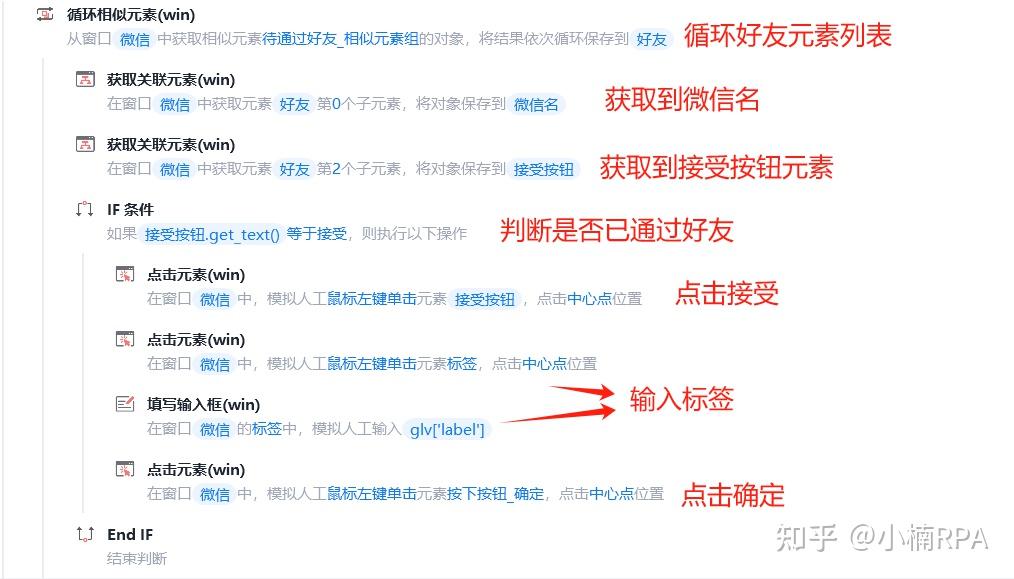 循环相似元素(win)
从窗口 微信 中获取相似元素待通过好友_相似元素组的对象，将结果依次循环保存到 好友 循环好友元素列表
获取关联元素(win)
在窗口 微信 中获取元素 好友 第0个子元素，将对象保存到 微信名 获取到微信名
获取关联元素(win)
在窗口 微信 中获取元素 好友 第2个子元素，将对象保存到 接受按钮 获取到接受按钮元素
IF 条件
如果 接受按钮.get_text() 等于接受，则执行以下操作 判断是否已通过好友
点击元素(win)
在窗口 微信 中，模拟人工鼠标左键单击元素 接受按钮 ，点击中心点位置 点击接受
点击元素(win)
在窗口 微信 中，模拟人工鼠标左键单击元素标签，点击中心点位置
填写输入框(win) 输入标签
在窗口 微信 的标签中，模拟人工输入 glv['label']
点击元素(win)
在窗口 微信 中，模拟人工鼠标左键单击元素按下按钮_确定，点击中心点位置 点击确定
End IF
结束判断
知乎 @小楠RPA